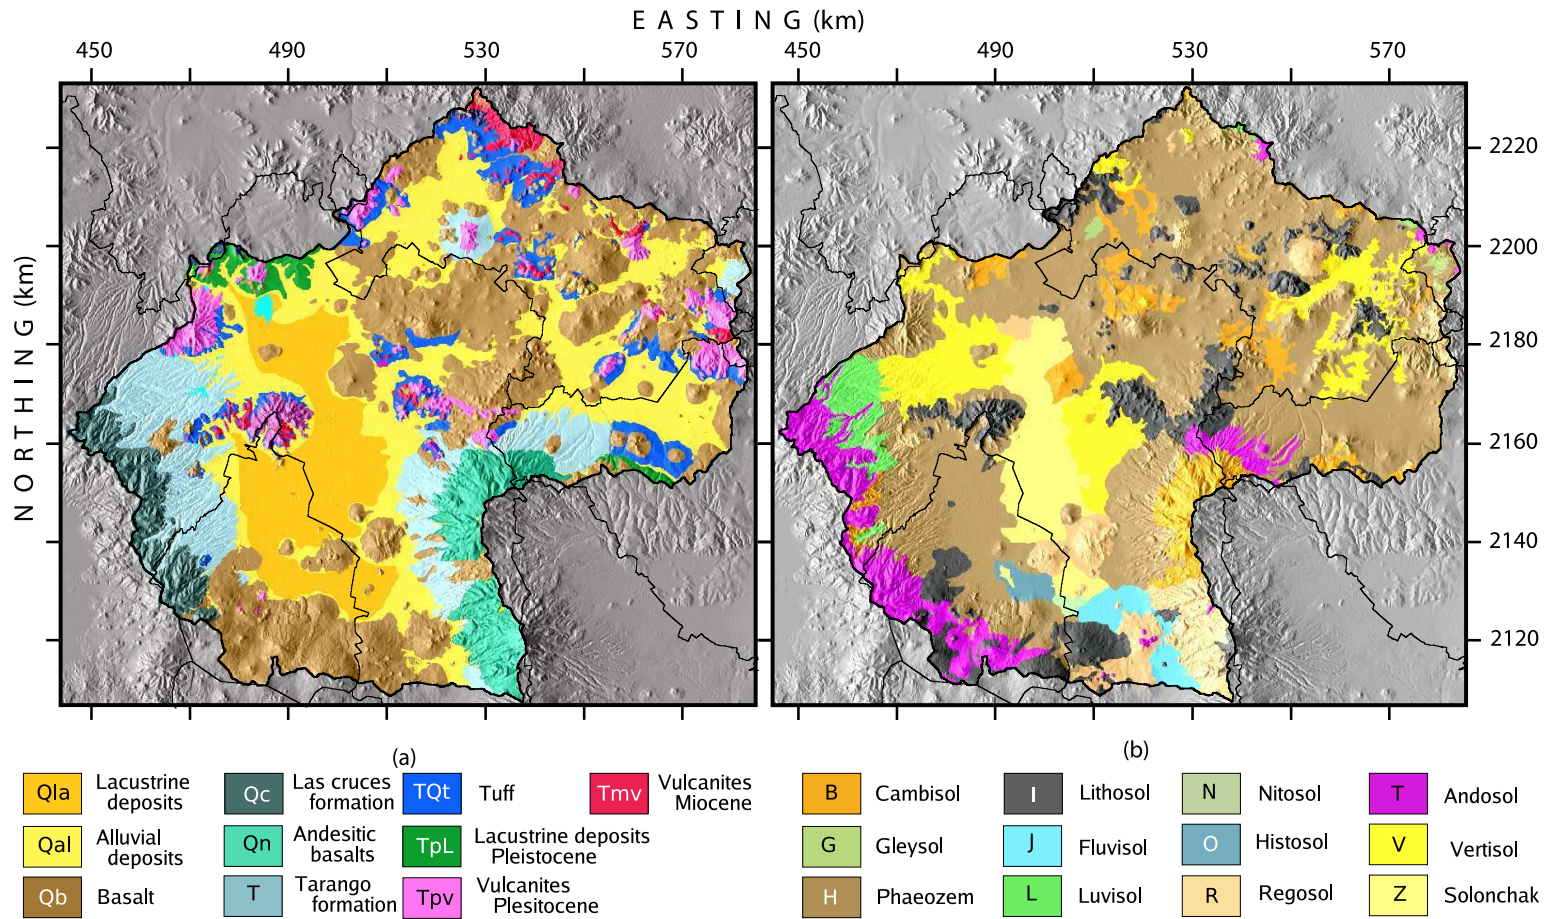 E A S T I N G (km)
450 490 530 570 450 490 530 570
N O R T H I N G (km)
2220
2200
2180
2160
2140
2120
(a) (b)
Qla Lacustrine deposits
Qal Alluvial deposits
Qb Basalt
Qc Las cruces formation
Qn Andesitic basalts
T Tarango formation
TQt Tuff
TpL Lacustrine deposits Pleistocene
Tpv Vulcanites Plesitocene
Tmv Vulcanites Miocene
B Cambisol
G Gleysol
H Phaeozem
I Lithosol
J Fluvisol
L Luvisol
N Nitosol
O Histosol
R Regosol
T Andosol
V Vertisol
Z Solonchak